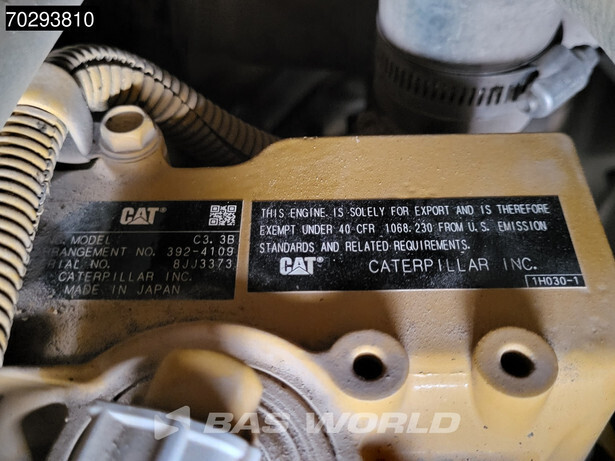 70293810
CAT
MODEL C3.3B
RRANGEMENT NO. 392-4109
RIAL NO. 8JJ3373
CATERPILLAR INC.
MADE IN JAPAN
THIS ENGINE IS SOLELY FOR EXPORT AND IS THEREFORE
EXEMPT UNDER 40 CFR 1068.230 FROM U.S. EMISSION
STANDARDS AND RELATED REQUIREMENTS.
CAT CATERPILLAR INC.
1H030-1
BAS WORLD